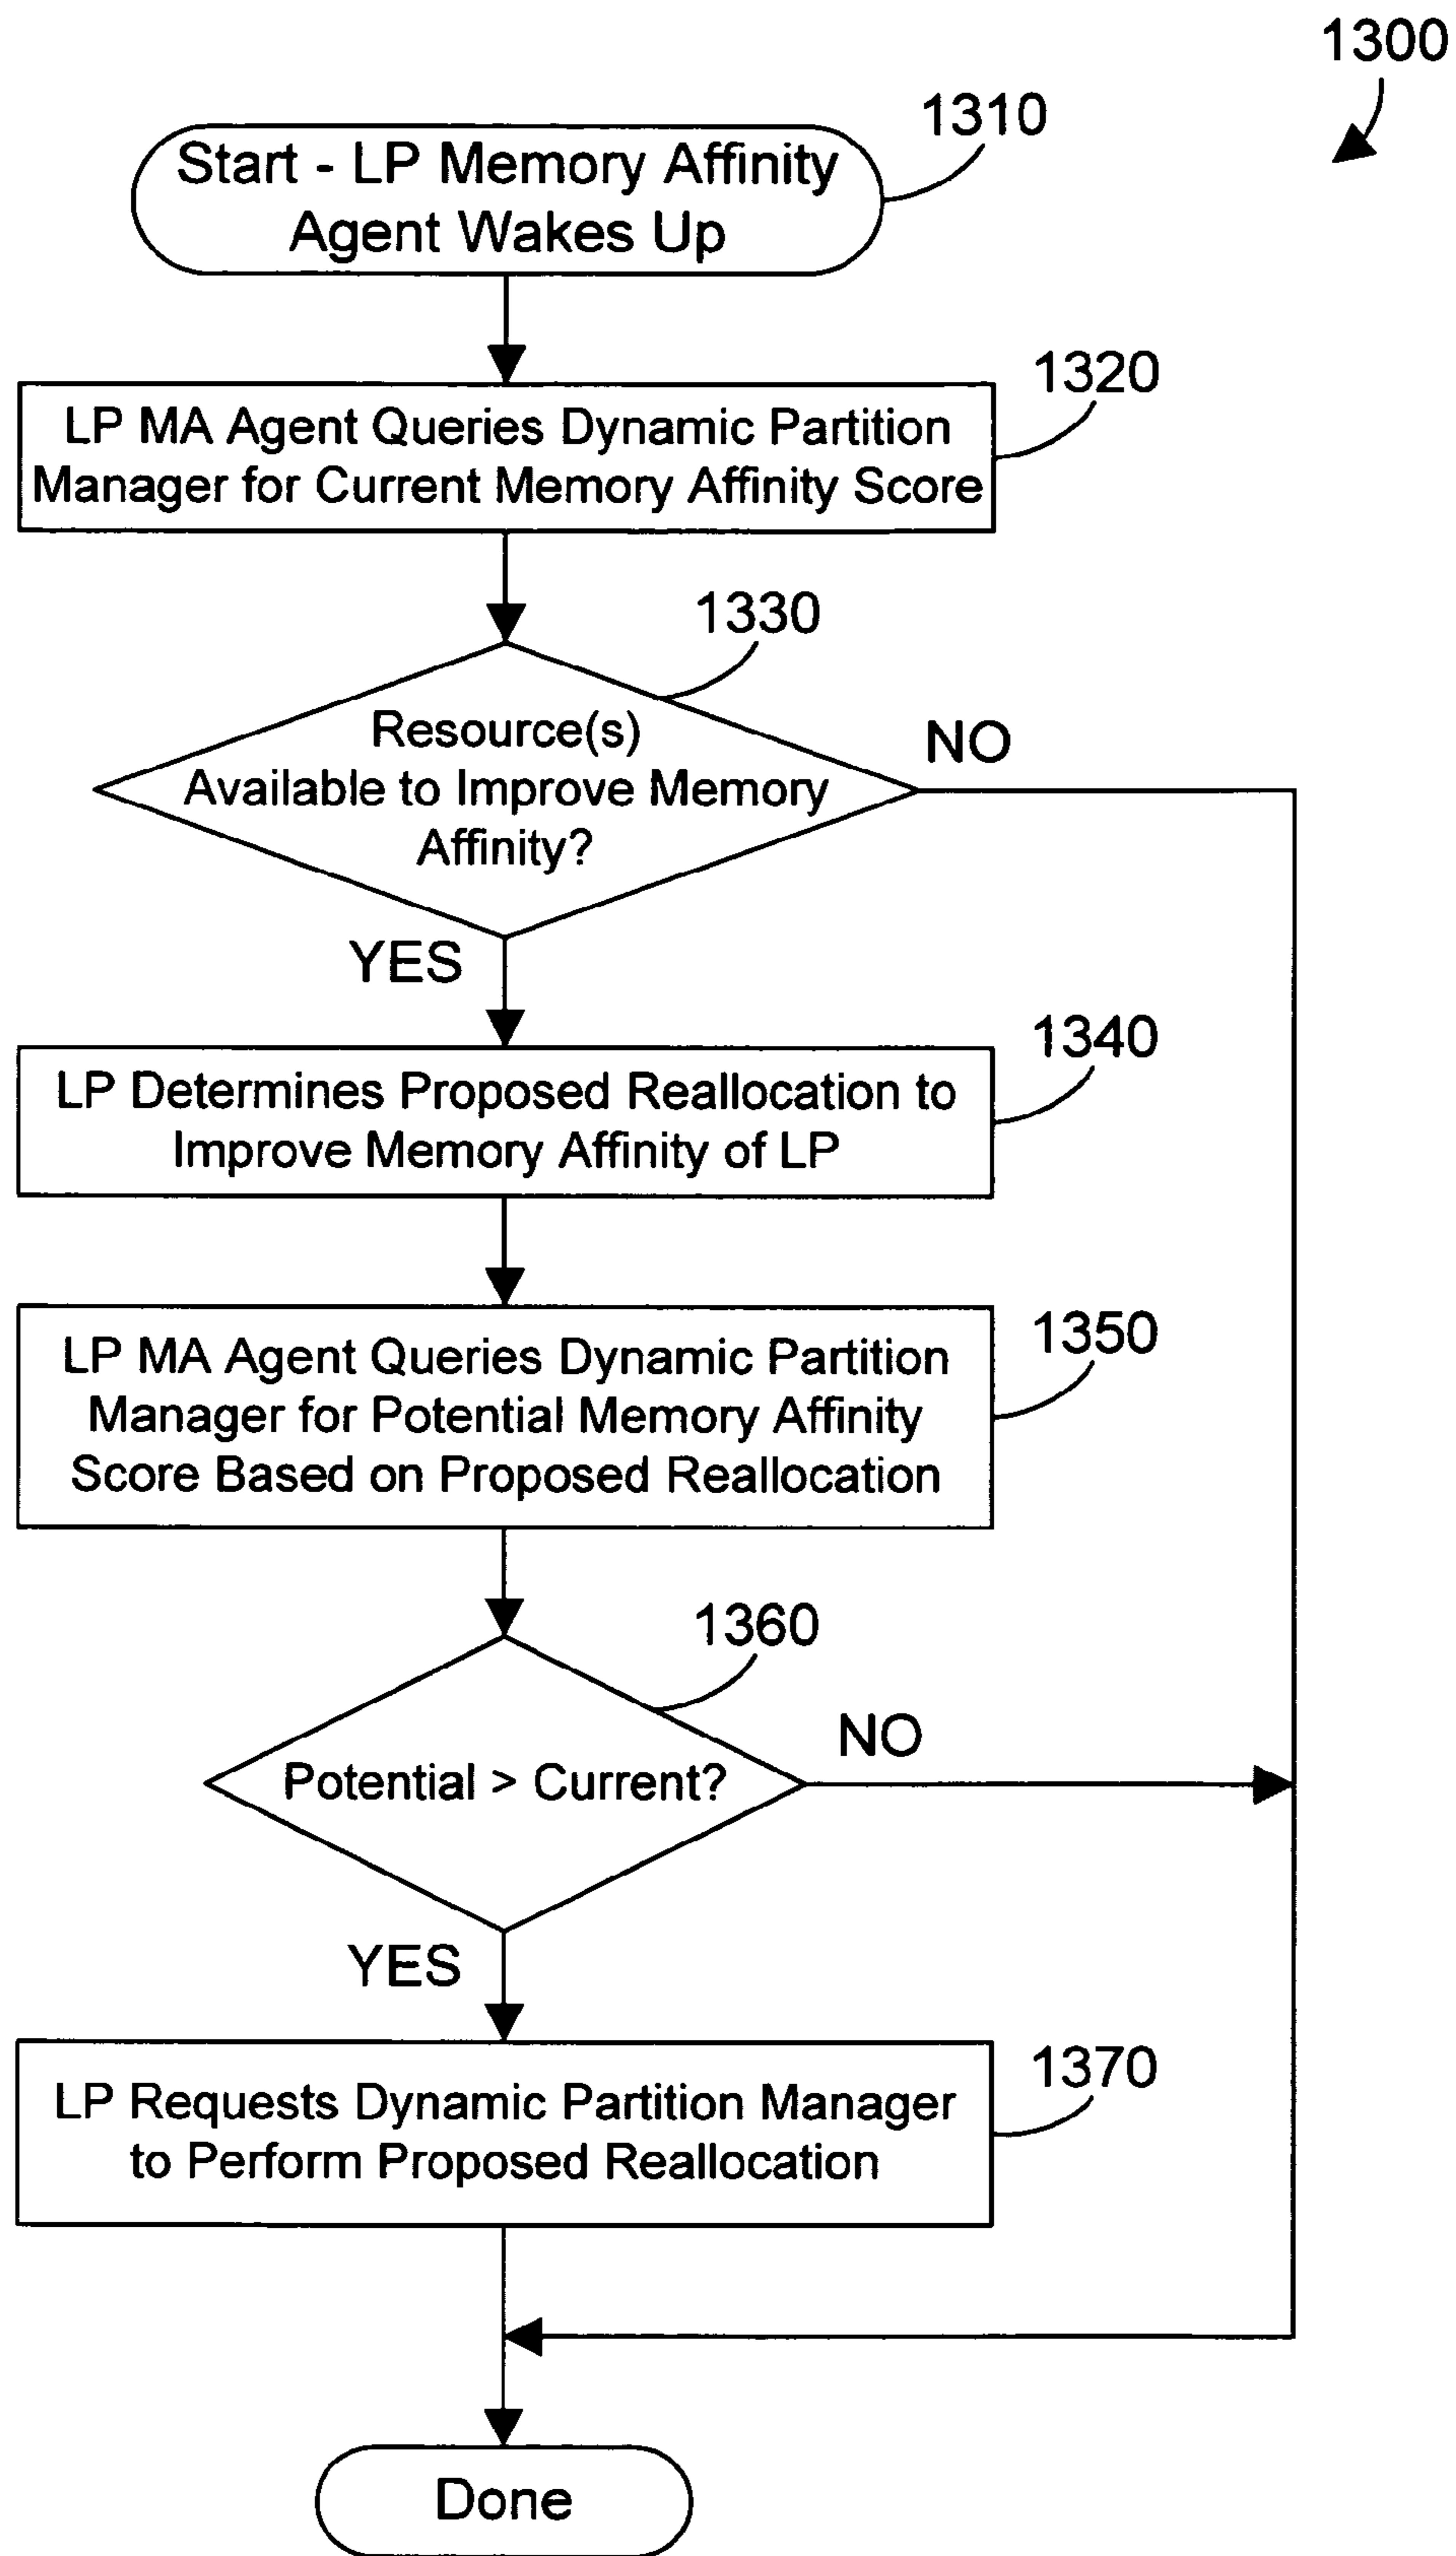 1300
1310
Start - LP Memory Affinity
Agent Wakes Up
1320
LP MA Agent Queries Dynamic Partition
Manager for Current Memory Affinity Score
1330
Resource(s)
Available to Improve Memory
Affinity?
NO
YES
1340
LP Determines Proposed Reallocation to
Improve Memory Affinity of LP
1350
LP MA Agent Queries Dynamic Partition
Manager for Potential Memory Affinity
Score Based on Proposed Reallocation
1360
Potential > Current?
NO
YES
1370
LP Requests Dynamic Partition Manager
to Perform Proposed Reallocation
Done